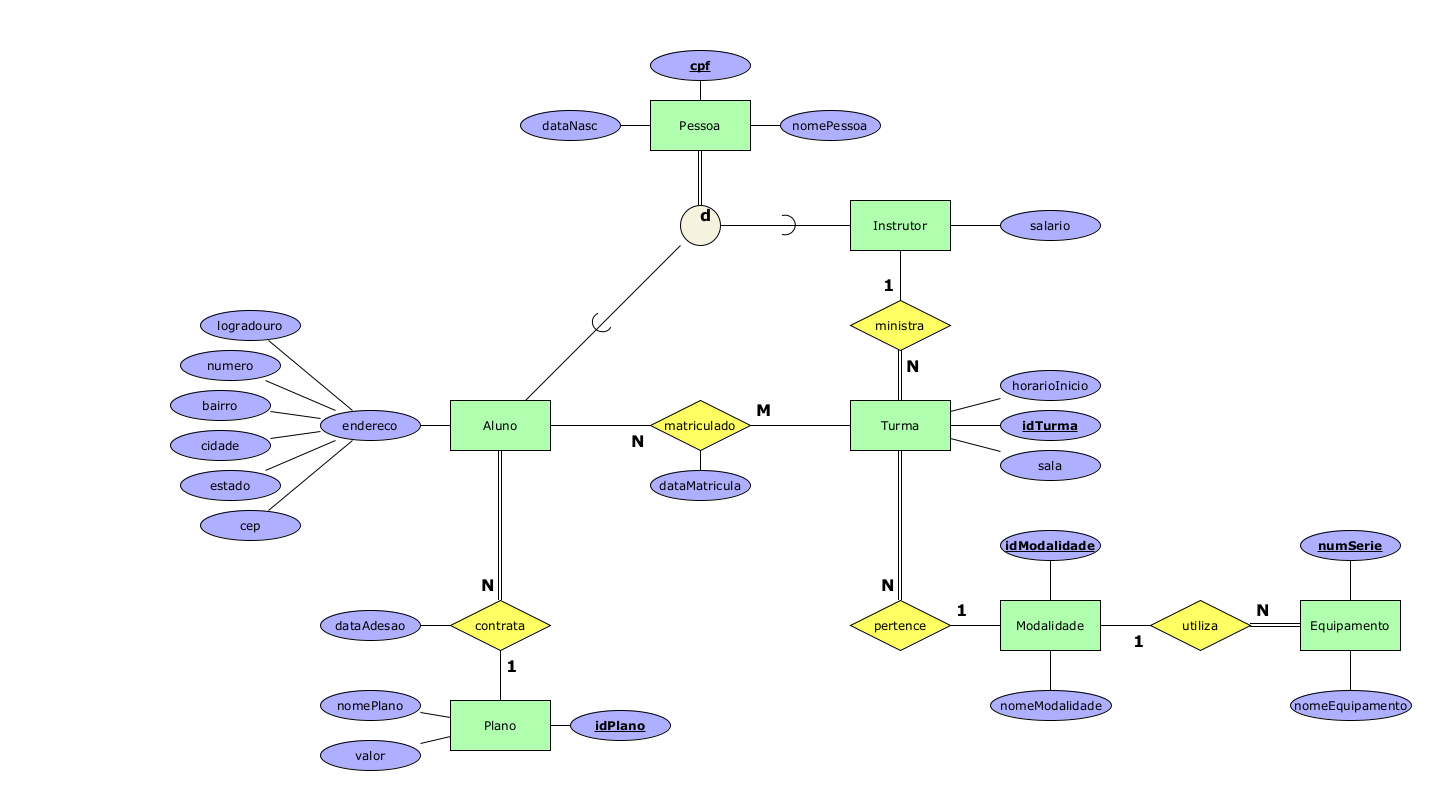 cpf
dataNasc
Pessoa
nomePessoa
d
Instrutor
salario
1
logradouro
ministra
numero
N
horarioInicio
bairro
M
endereco
Aluno
matriculado
Turma
idTurma
N
cidade
sala
estado
dataMatricula
cep
idModalidade
numSerie
N
N
1
N
dataAdesao
contrata
pertence
Modalidade
utiliza
Equipamento
1
1
nomePlano
nomeModalidade
nomeEquipamento
Plano
idPlano
valor